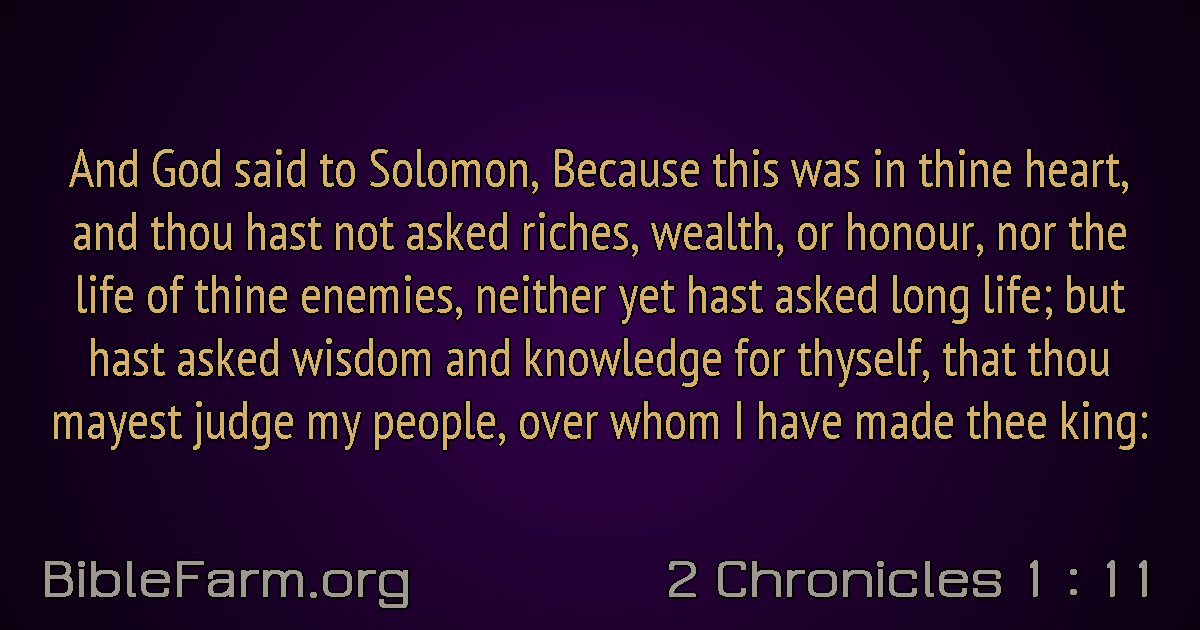 And God said to Solomon, Because this was in thine heart,
and thou hast not asked riches, wealth, or honour, nor the
life of thine enemies, neither yet hast asked long life; but
hast asked wisdom and knowledge for thyself, that thou
mayest judge my people, over whom I have made thee king:
BibleFarm.org 2 Chronicles 1 : 11